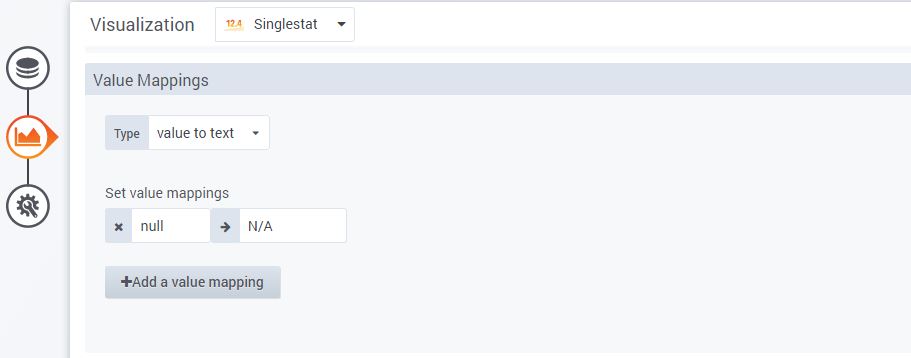 Visualization 12.4 Singlestat
Value Mappings
Type value to text
Set value mappings
null N/A
Add a value mapping